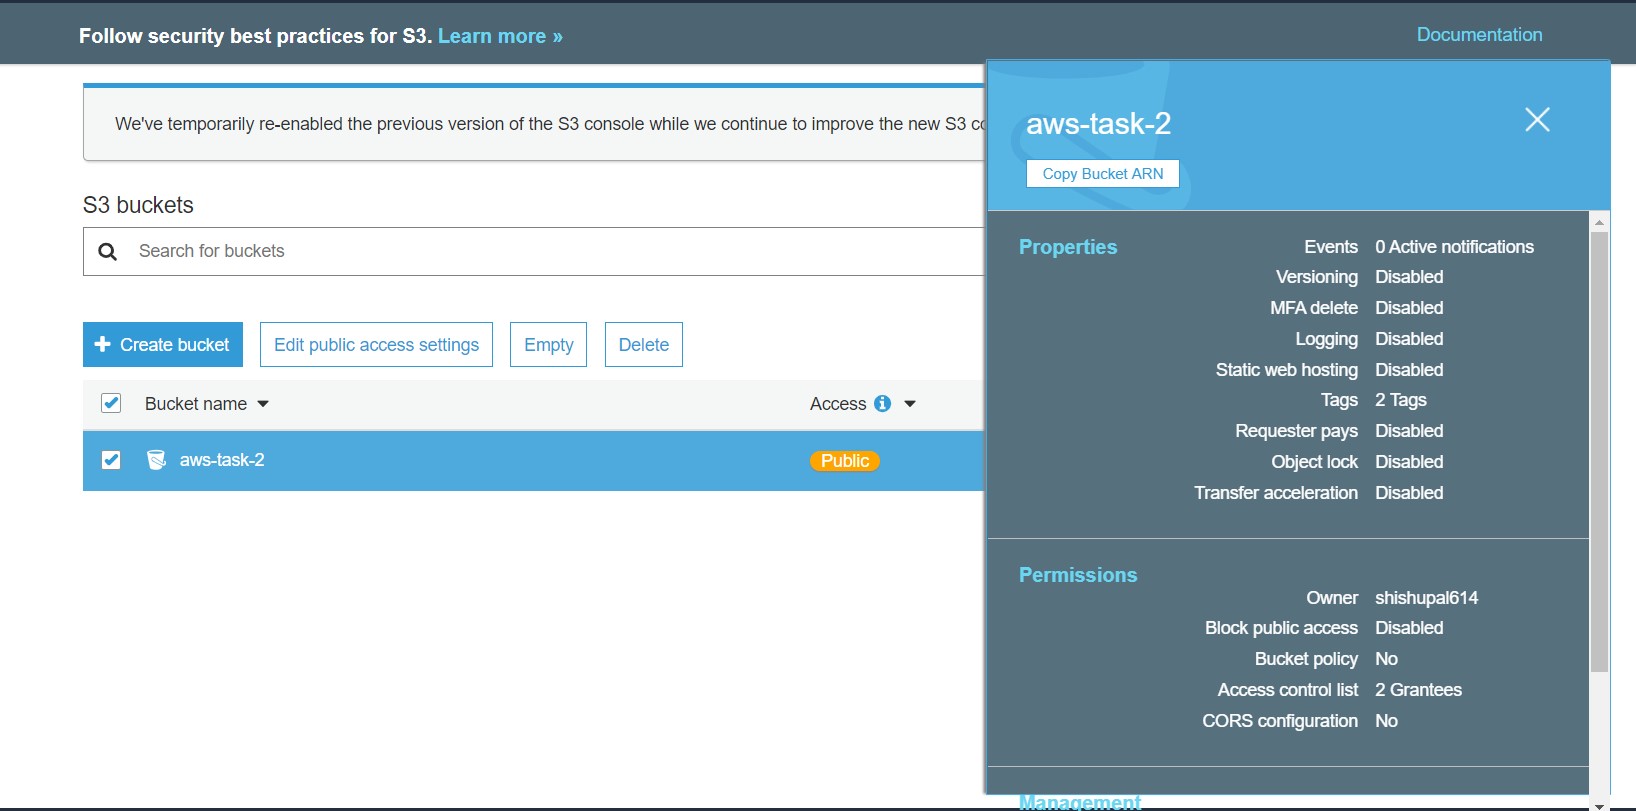 Follow security best practices for S3. Learn more »
Documentation
We've temporarily re-enabled the previous version of the S3 console while we continue to improve the new S3
S3 buckets
Search for buckets
Create bucket
Edit public access settings
Empty
Delete
Bucket name
Access
aws-task-2
Public
aws-task-2
Copy Bucket ARN
Properties
Events 0 Active notifications
Versioning Disabled
MFA delete Disabled
Logging Disabled
Static web hosting Disabled
Tags 2 Tags
Requester pays Disabled
Object lock Disabled
Transfer acceleration Disabled
Permissions
Owner shishupal614
Block public access Disabled
Bucket policy No
Access control list 2 Grantees
CORS configuration No
Management